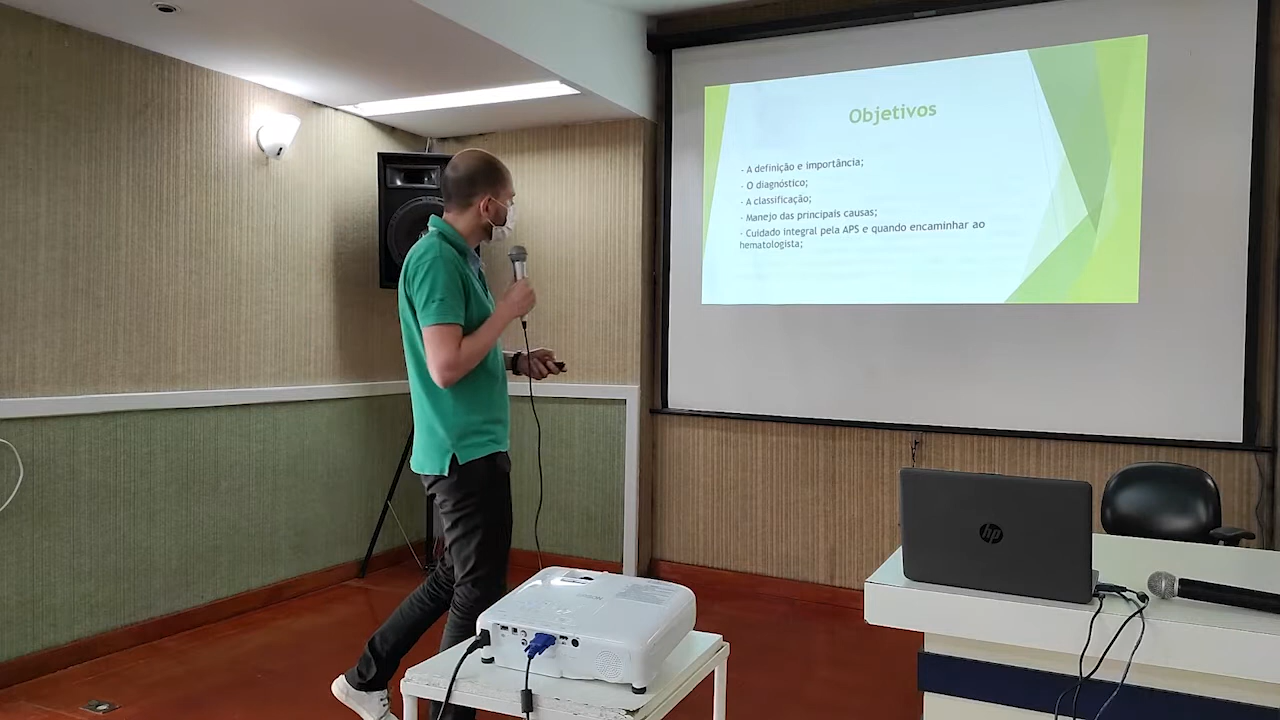 Objetivos
- A definição e importância;
- O diagnóstico;
- A classificação;
- Manejo das principais causas;
- Cuidado integral pela APS e quando encaminhar ao
hematologista;
hp